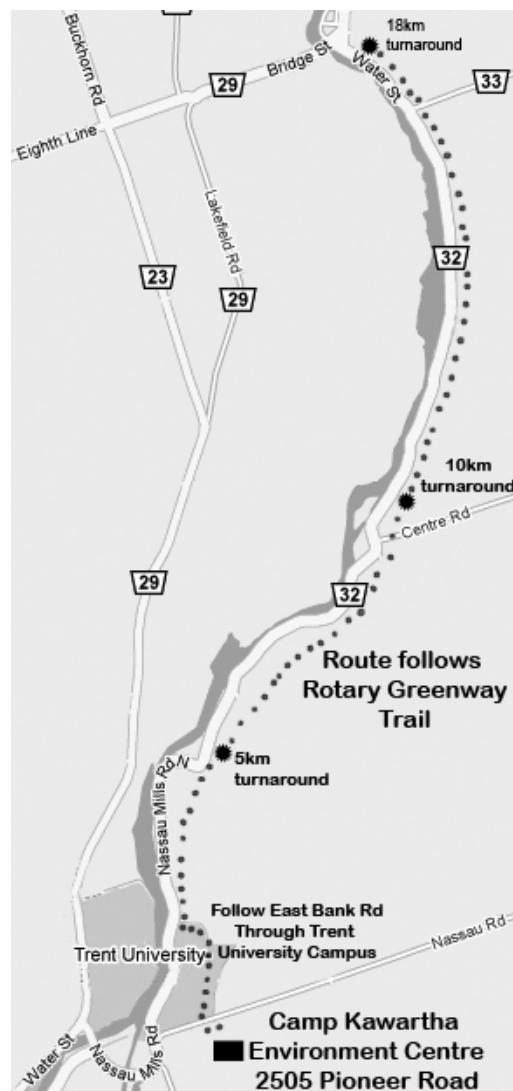 18km
turnaround
Buckhorn Rd
29
Bridge St
Water St
33
Eighth Line
Lakefield Rd
32
23
29
10km
turnaround
Centre Rd
29
32
Route follows
Rotary Greenway
Trail
Nassau Mills Rd N
5km
turnaround
Follow East Bank Rd
Through Trent
University Campus
Nassau Rd
Trent University
Water St
Nassau Mills Rd
Camp Kawartha
Environment Centre
2505 Pioneer Road